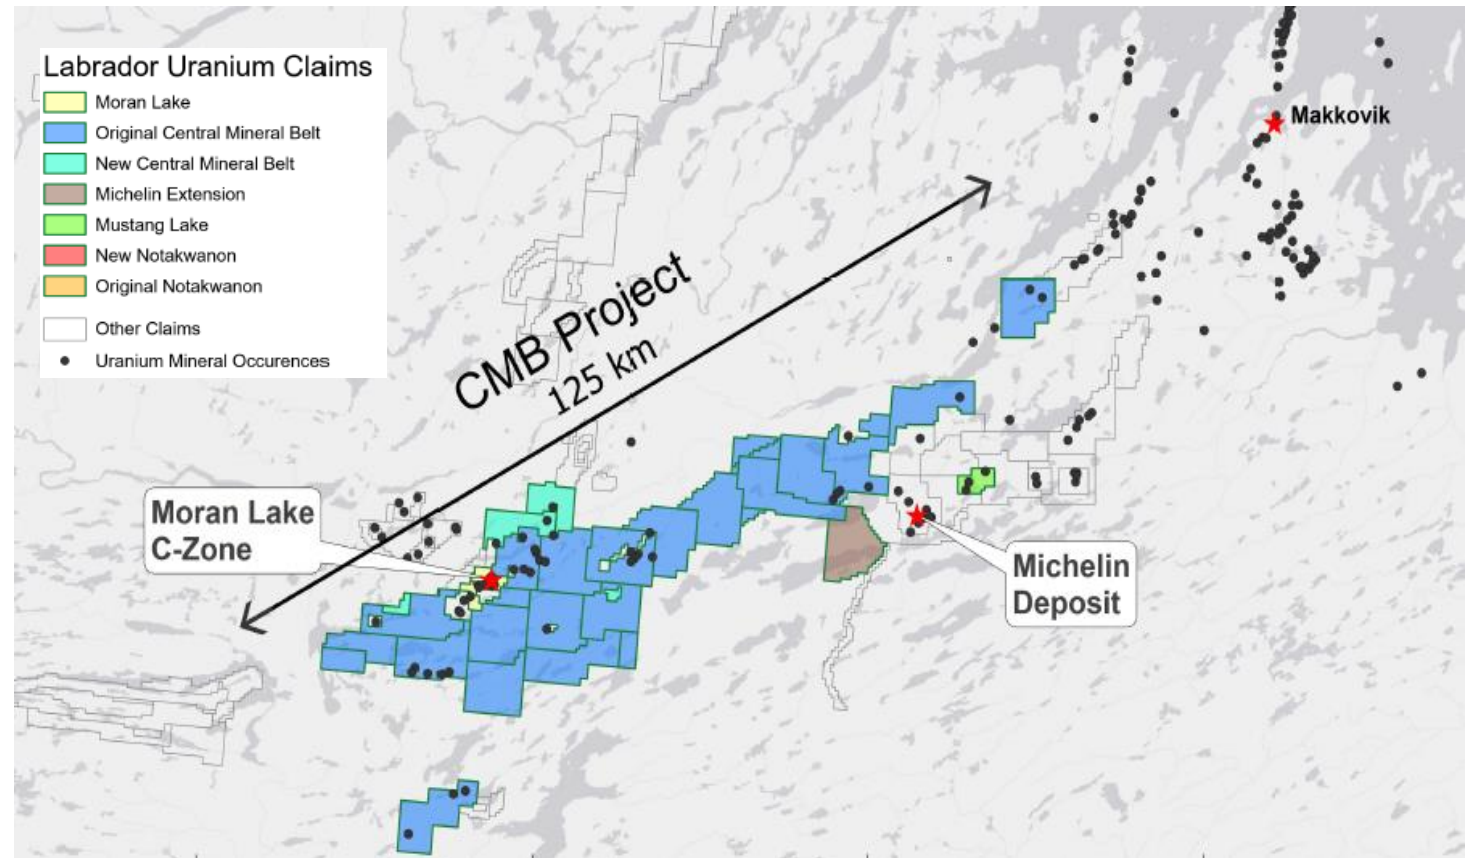 Labrador Uranium Claims
Moran Lake
Original Central Mineral Belt
New Central Mineral Belt
Michelin Extension
Mustang Lake
New Notakwanon
Original Notakwanon
Other Claims
Uranium Mineral Occurences
Makkovik
CMB Project
125 km
Moran Lake
C-Zone
Michelin
Deposit